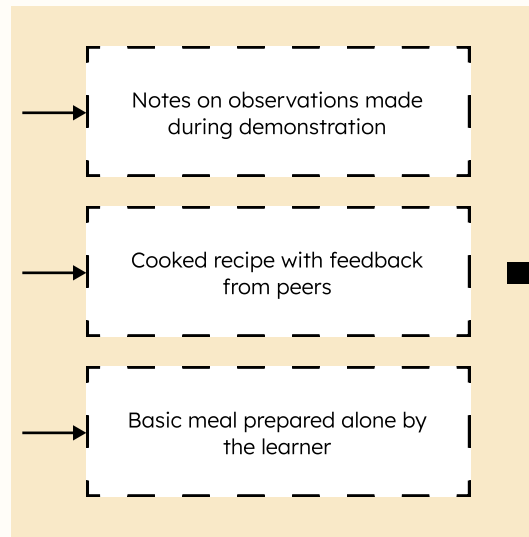 Notes on observations made
during demonstration
Cooked recipe with feedback
from peers
Basic meal prepared alone by
the learner